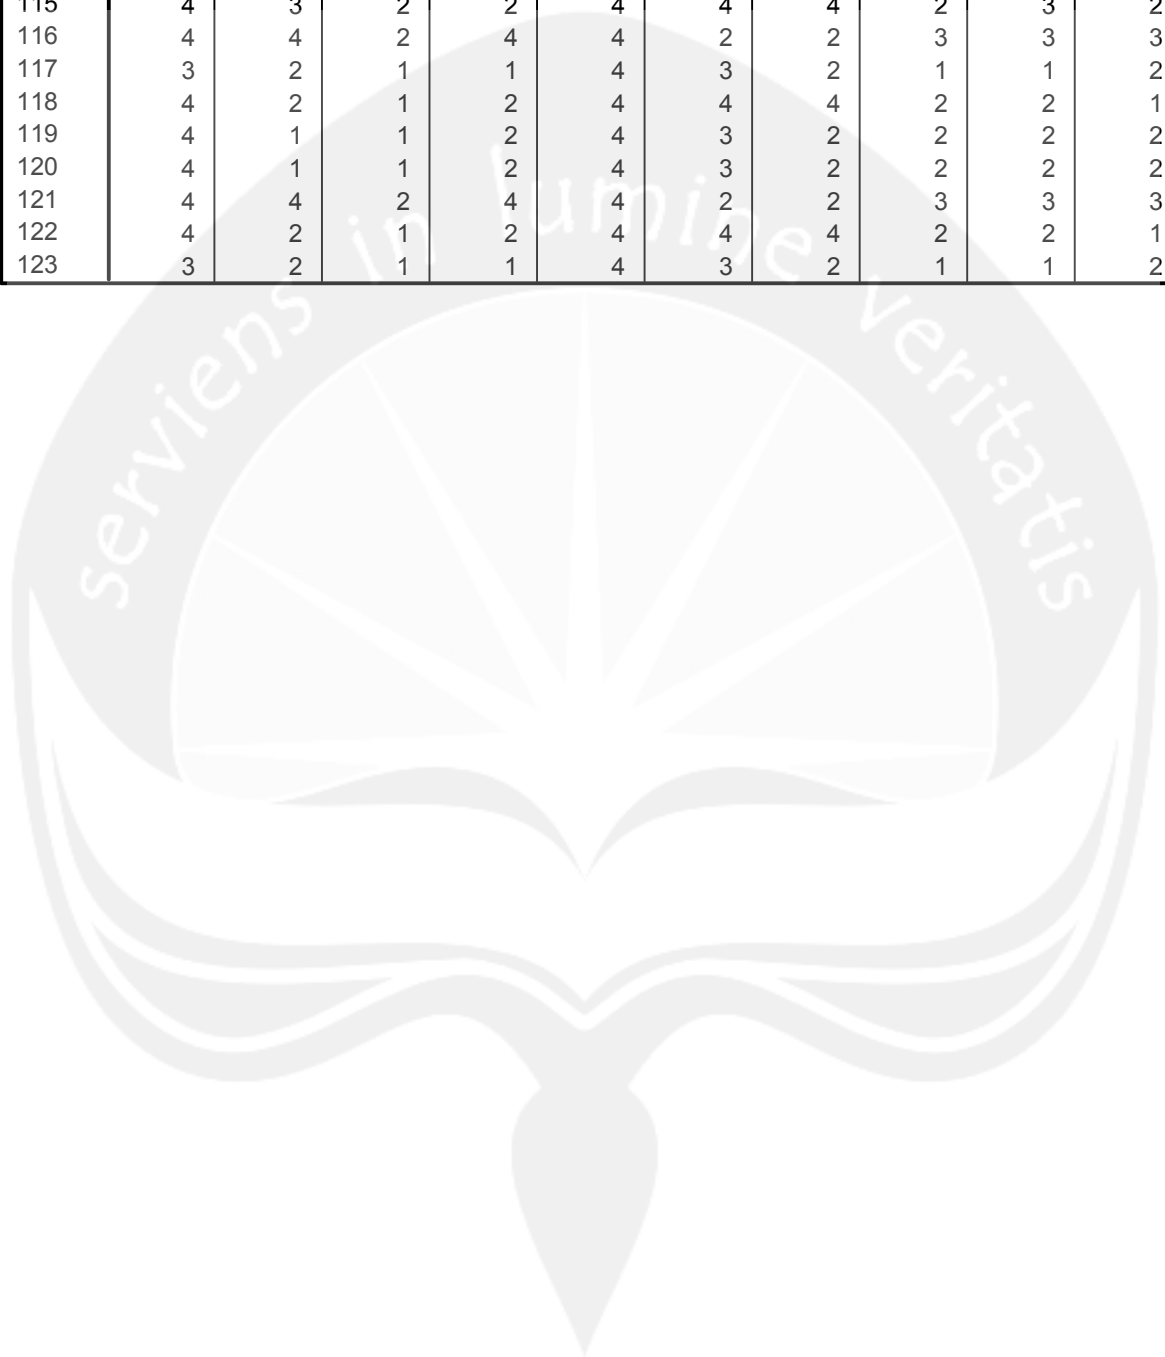 115 4 3 2 2 4 4 4 2 3 2
116 4 4 2 4 4 2 2 3 3 3
117 3 2 1 1 4 3 2 1 1 2
118 4 2 1 2 4 4 4 2 2 1
119 4 1 1 2 4 3 2 2 2 2
120 4 1 1 2 4 3 2 2 2 2
121 4 4 2 4 4 2 2 3 3 3
122 4 2 1 2 4 4 4 2 2 1
123 3 2 1 1 4 3 2 1 1 2
serviens in lumine veritatis